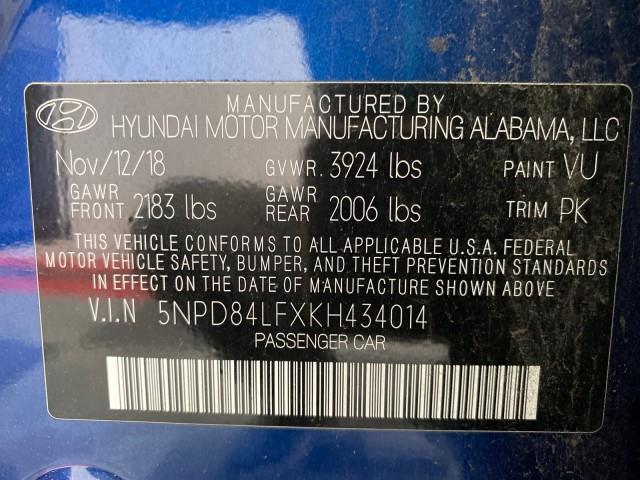 MANUFACTURED BY
HYUNDAI MOTOR MANUFACTURING ALABAMA, LLC
Nov/12/18 GVWR. 3924 lbs PAINT VU
GAWR FRONT 2183 lbs GAWR REAR 2006 lbs TRIM PK
THIS VEHICLE CONFORMS TO ALL APPLICABLE U.S.A. FEDERAL
MOTOR VEHICLE SAFETY, BUMPER, AND THEFT PREVENTION STANDARDS
IN EFFECT ON THE DATE OF MANUFACTURE SHOWN ABOVE.
V.I.N 5NPD84LFXKH434014
PASSENGER CAR